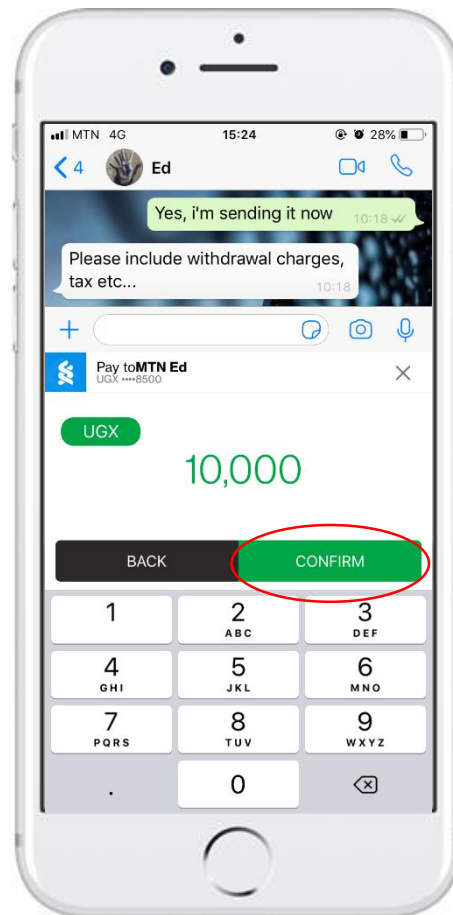 MTN 4G 15:24 28%
4 Ed
Yes, i'm sending it now 10:18
Please include withdrawal charges,
tax etc... 10:18
Pay toMTN Ed
UGX ••••8500
UGX
10,000
BACK CONFIRM
1 2 3
ABC DEF
4 5 6
GHI JKL MNO
7 8 9
PQRS TUV WXYZ
. 0